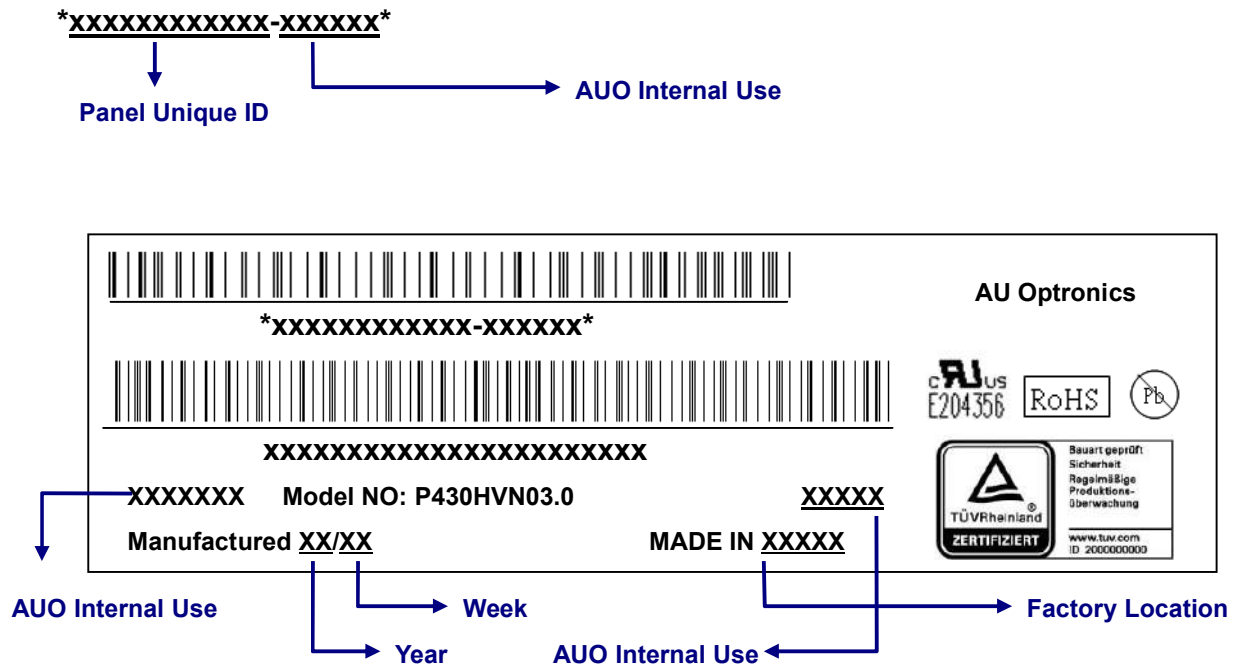 *xxxxxxxxxxxx-xxxxxx*
AUO Internal Use
Panel Unique ID
AU Optronics
*xxxxxxxxxxxx-xxxxxx*
c RU US
E204356
RoHS
Pb
xxxxxxxxxxxxxxxxxxxxxxx
Bauart geprüft
Sicherheit
Regelmäßige
Produktions-
überwachung
TÜVRheinland
®
ZERTIFIZIERT
www.tuv.com
ID 2000000000
XXXXXXX Model NO: P430HVN03.0 XXXXX
Manufactured XX/XX MADE IN XXXXX
AUO Internal Use
Week
Factory Location
Year
AUO Internal Use